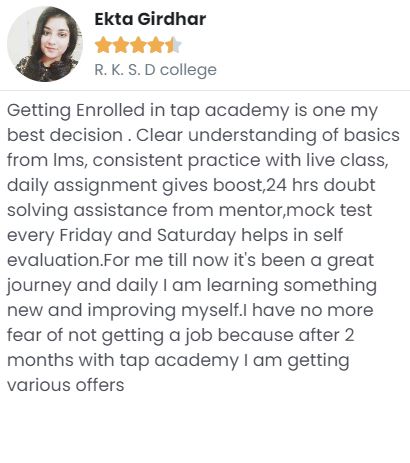 Ekta Girdhar
R. K. S. D college
Getting Enrolled in tap academy is one my
best decision . Clear understanding of basics
from lms, consistent practice with live class,
daily assignment gives boost,24 hrs doubt
solving assistance from mentor,mock test
every Friday and Saturday helps in self
evaluation.For me till now it's been a great
journey and daily I am learning something
new and improving myself.I have no more
fear of not getting a job because after 2
months with tap academy I am getting
various offers